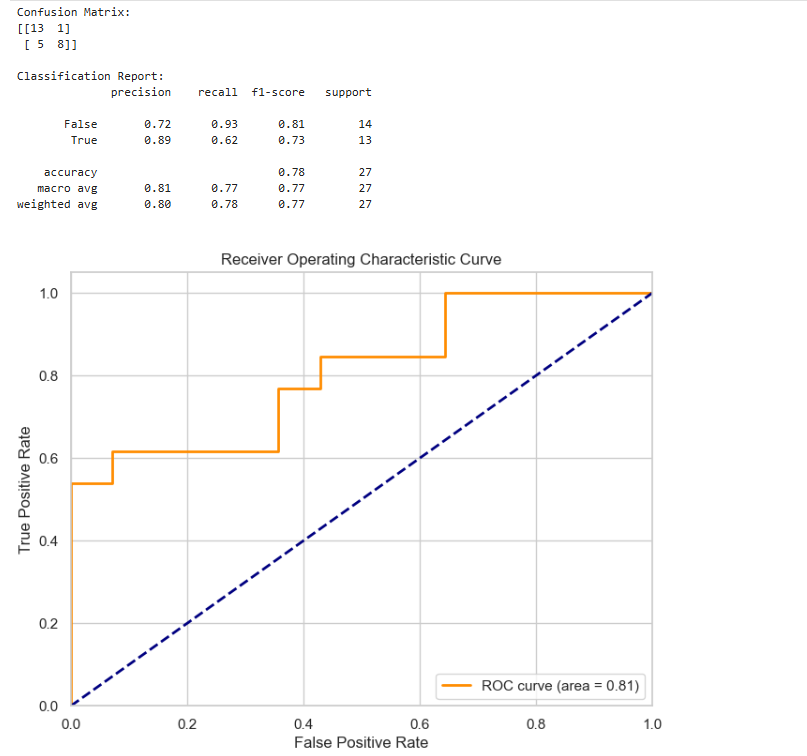 Confusion Matrix:
[[13  1]
 [ 5  8]]
Classification Report:
precision recall f1-score support
False 0.72 0.93 0.81 14
True 0.89 0.62 0.73 13
accuracy 0.78 27
macro avg 0.81 0.77 0.77 27
weighted avg 0.80 0.78 0.77 27
Receiver Operating Characteristic Curve
1.0
0.8
0.6
0.4
0.2
0.0
True Positive Rate
ROC curve (area = 0.81)
0.0 0.2 0.4 0.6 0.8 1.0
False Positive Rate